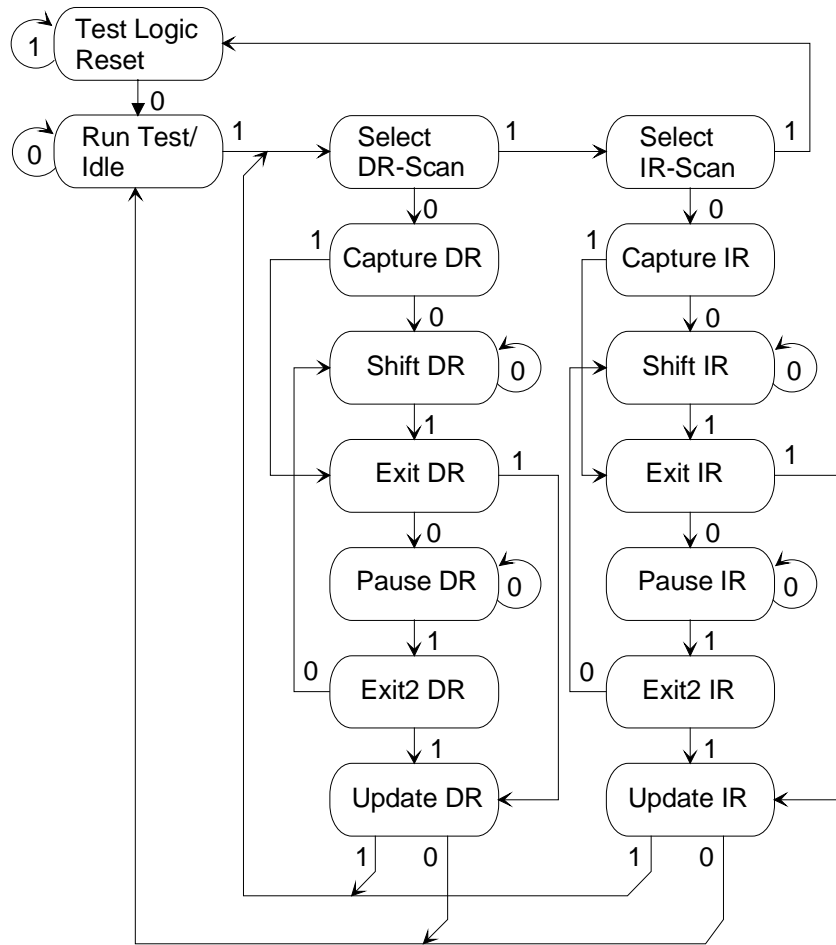 Test Logic
Reset
1
0
Run Test/
Idle
0
1
Select
DR-Scan
1
Select
IR-Scan
1
0
0
1
Capture DR
1
Capture IR
0
0
Shift DR
0
Shift IR
0
1
1
Exit DR
1
Exit IR
1
0
0
Pause DR
0
Pause IR
0
1
1
0
Exit2 DR
0
Exit2 IR
1
1
Update DR
Update IR
1
0
1
0